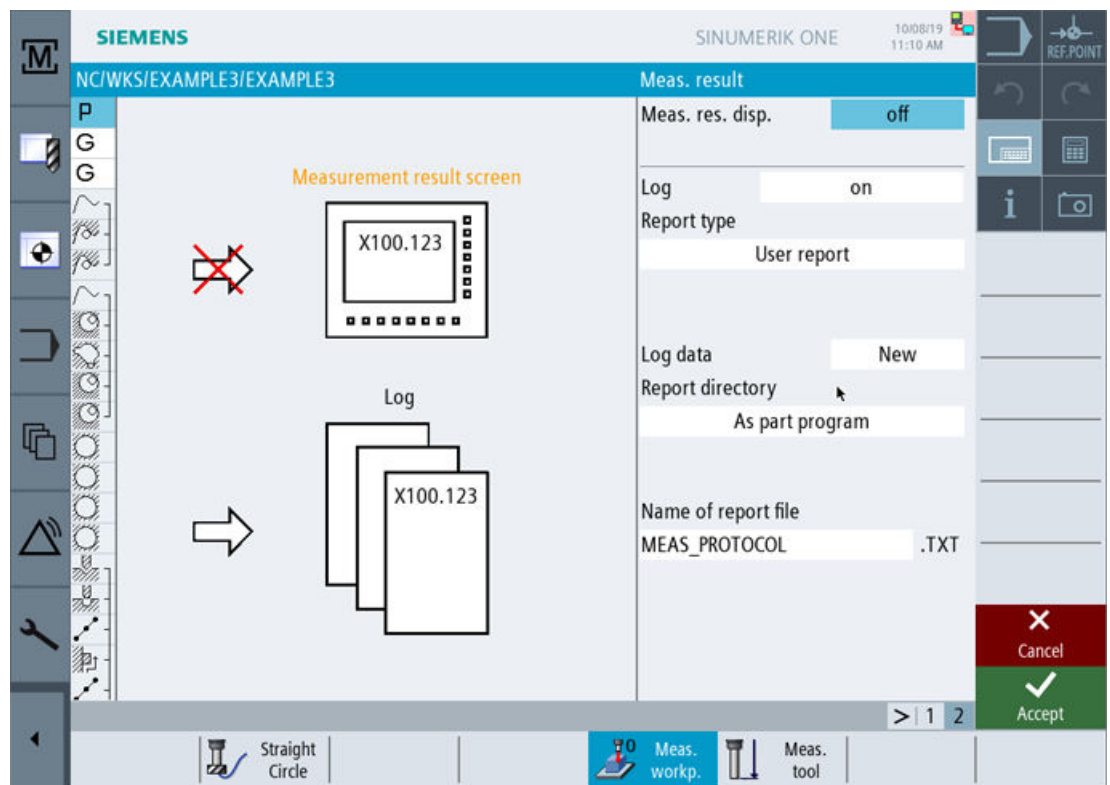 SIEMENS
SINUMERIK ONE
10/08/19
11:10 AM
M
REF.POINT
NC/WKS/EXAMPLE3/EXAMPLE3
Meas. result
P
G
G
Meas. res. disp.
off
Measurement result screen
X100.123
Log
on
Report type
User report
Log data
New
Report directory
As part program
Log
X100.123
Name of report file
MEAS_PROTOCOL
.TXT
i
Cancel
Accept
> 1 2
Straight
Circle
0
Meas.
workp.
Meas.
tool